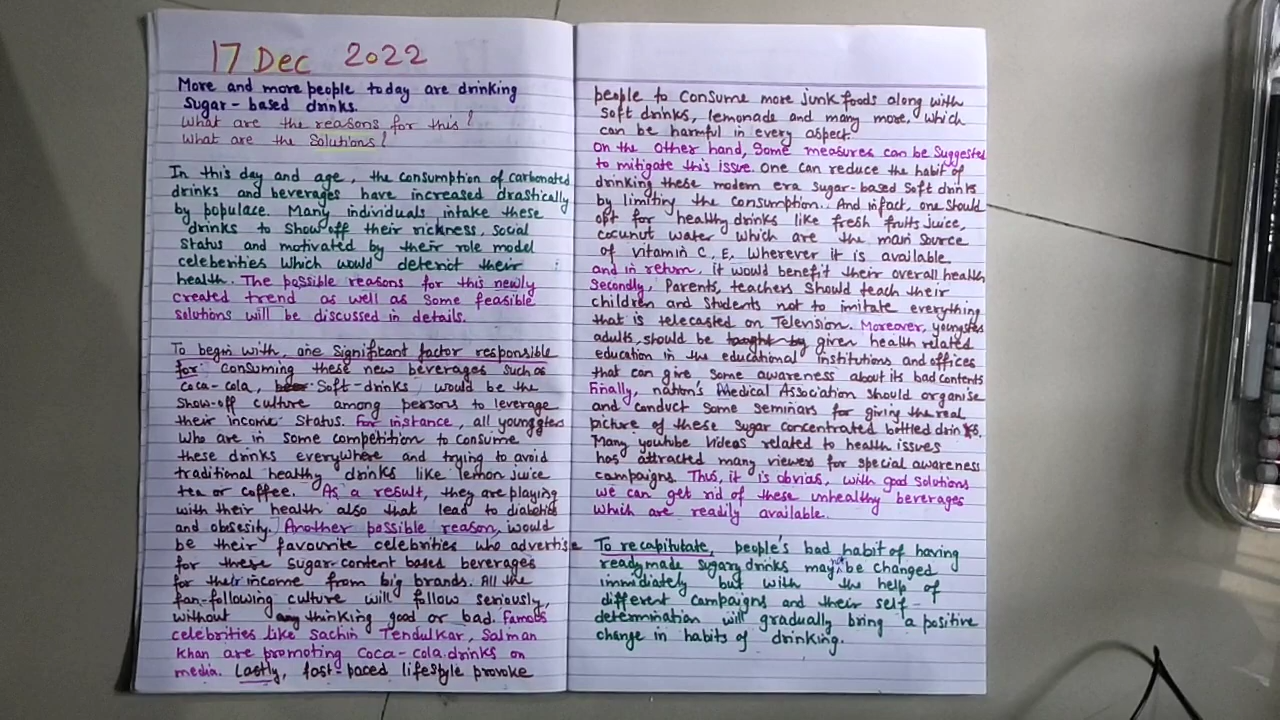 17 Dec 2022
More and more people today are drinking
Sugar-based drinks.
What are the reasons for this?
What are the Solutions?
In this day and age, the consumption of carbonated
drinks and beverages have increased drastically
by populace. Many individuals intake these
drinks to show off their richness, social
status and motivated by their role model
celeberities which would deteriot their
health. The possible reasons for this newly
created trend as well as some feasible
solutions will be discussed in details.
To begin with, one significant factor responsible
for consuming these new beverages such as
coca-cola, Soft-drinks would be the
show-off culture among persons to leverage
their income status. For instance, all youngsters
who are in some competition to consume
these drinks everywhere and trying to avoid
traditional healthy drinks like lemon juice
tea or coffee. As a result, they are playing
with their health also that lead to diabetics
and obsesity. Another possible reason, would
be their favourite celebrities who advertise
for these sugar-content based beverages
for their income from big brands. All the
fan-following culture will follow seriously,
without thinking good or bad. Famous
celebrities like Sachin Tendulkar, Salman
khan are promoting Coca-Cola drinks on
media. Lastly, fast-paced lifestyle provoke
people to consume more junk foods along with
soft drinks, lemonade and many more, which
can be harmful in every aspect.
On the other hand, some measures can be suggested
to mitigate this issue. one can reduce the habit of
drinking these modern era sugar-based soft drinks
by limiting the consumption. And infact, one should
opt for healthy drinks like fresh fruits juice,
cocunut water which are the main source
of vitamin C, E, wherever it is available
and in return, it would benefit their overall health
Secondly, Parents, teachers should teach their
children and students not to imitate everything
that is telecasted on Telension. Moreover, youngstes
adults, should be taught by given health related
education in the educational institutions and offices
that can give some awareness about its bad contents
Finally, nation's Medical Association should organise
and conduct some seminars for giving the real
picture of these sugar concentrated bottled drinks.
Many youtube videos related to health issues
has attracted many viewers for special awareness
campaigns. Thus, it is obvias, with good solutions
we can get rid of these unhealthy beverages
which are readily available.
To recapitutate, people's bad habit of having
readymade sugary drinks may not be changed
immidiately but with the help of
different campaigns and their self-
determination will gradually bring a positive
change in habits of drinking.